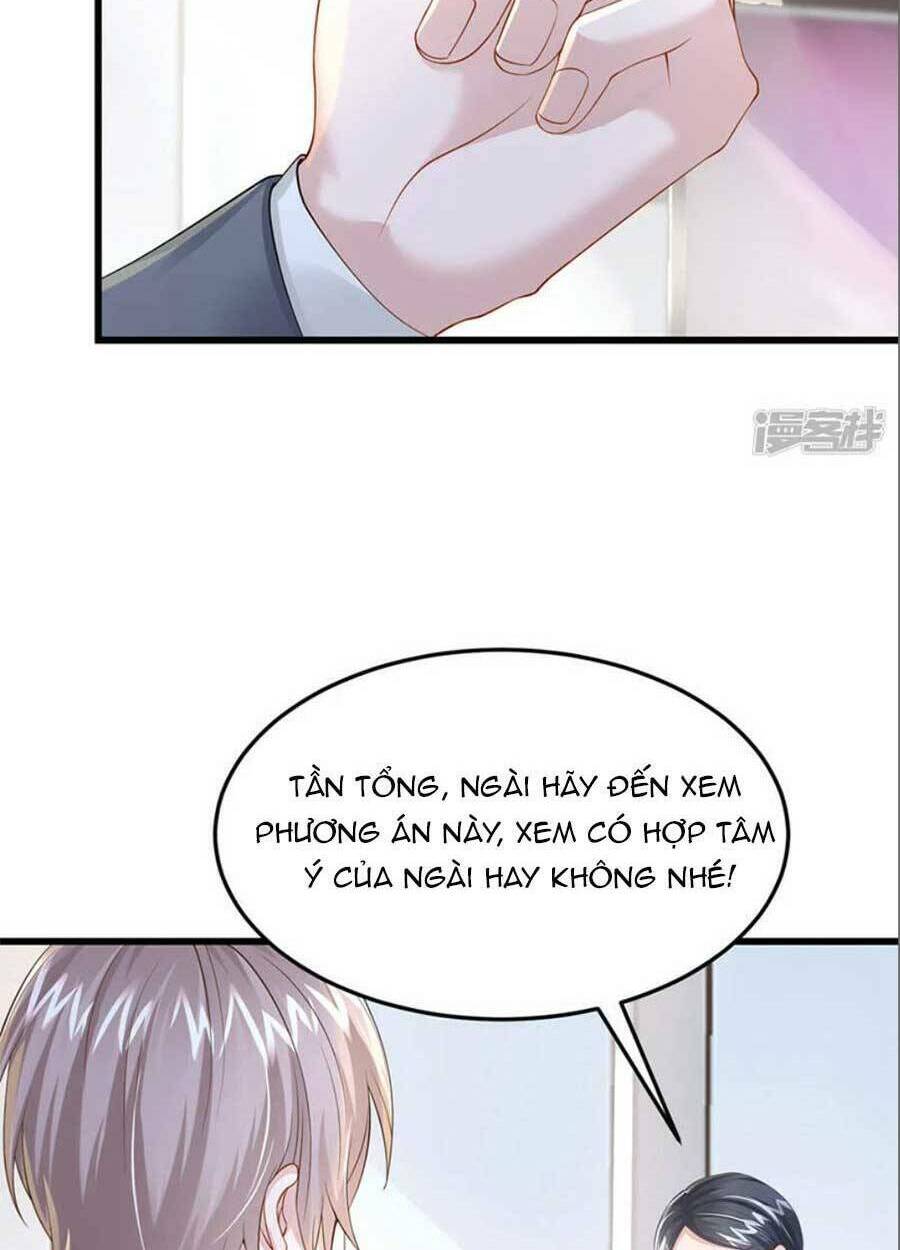 漫客栈
TẦN TỔNG, NGÀI HÃY ĐẾN XEM
PHƯƠNG ÁN NÀY, XEM CÓ HỢP TÂM
Ý CỦA NGÀI HAY KHÔNG NHÉ!